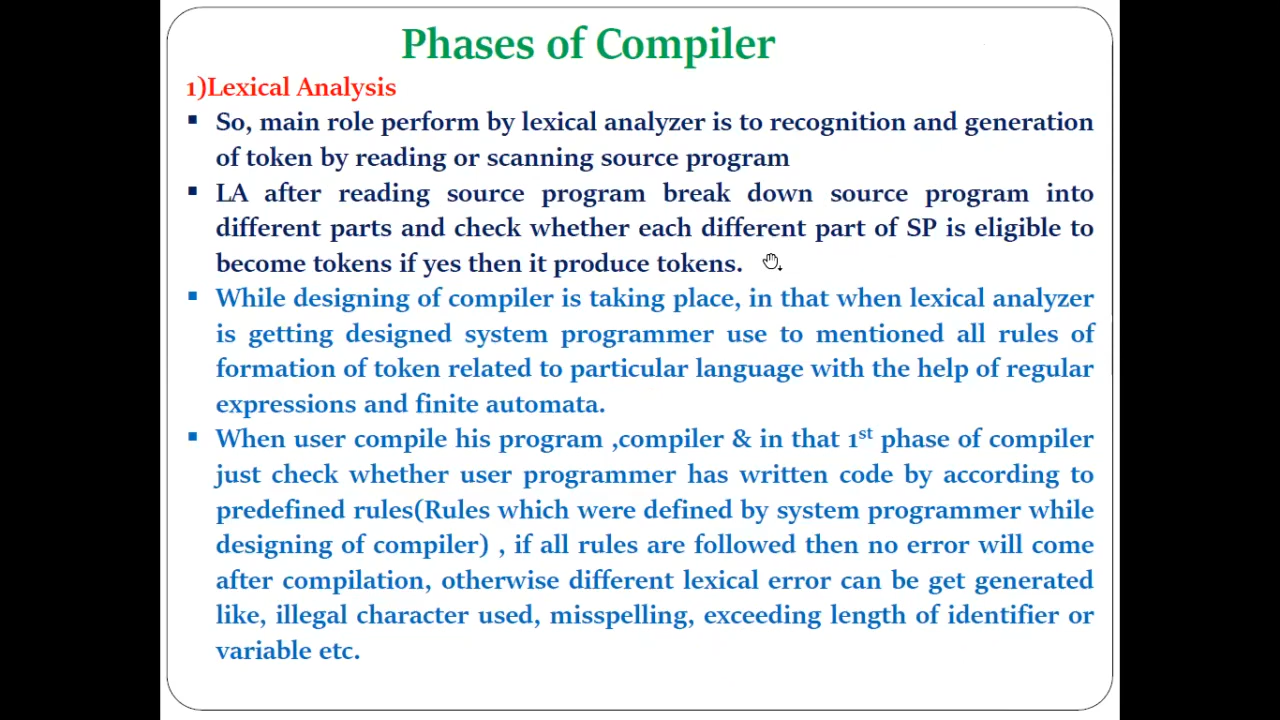 Phases of Compiler
1)Lexical Analysis
▪ So, main role perform by lexical analyzer is to recognition and generation
of token by reading or scanning source program
▪ LA after reading source program break down source program into
different parts and check whether each different part of SP is eligible to
become tokens if yes then it produce tokens.
▪ While designing of compiler is taking place, in that when lexical analyzer
is getting designed system programmer use to mentioned all rules of
formation of token related to particular language with the help of regular
expressions and finite automata.
▪ When user compile his program ,compiler & in that 1st phase of compiler
just check whether user programmer has written code by according to
predefined rules(Rules which were defined by system programmer while
designing of compiler) , if all rules are followed then no error will come
after compilation, otherwise different lexical error can be get generated
like, illegal character used, misspelling, exceeding length of identifier or
variable etc.